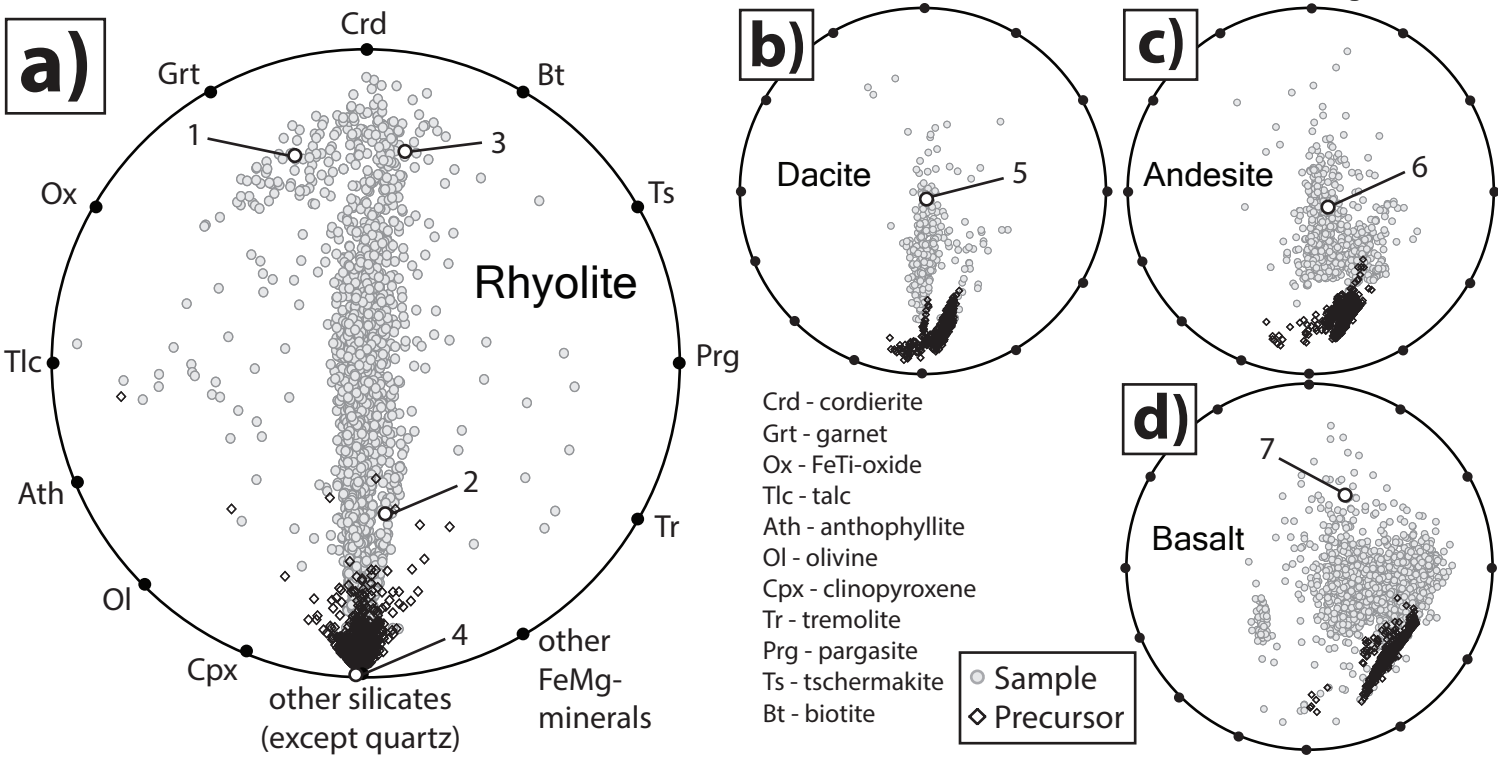 a)
Crd
Grt
Bt
1
3
Ox
Ts
Rhyolite
Tlc
Prg
2
Ath
Tr
Ol
4
Cpx
other silicates
(except quartz)
other
FeMg-
minerals
b)
Dacite
5
c)
Andesite
6
d)
7
Basalt
Crd - cordierite
Grt - garnet
Ox - FeTi-oxide
Tlc - talc
Ath - anthophyllite
Ol - olivine
Cpx - clinopyroxene
Tr - tremolite
Prg - pargasite
Ts - tschermakite
Bt - biotite
Sample
Precursor